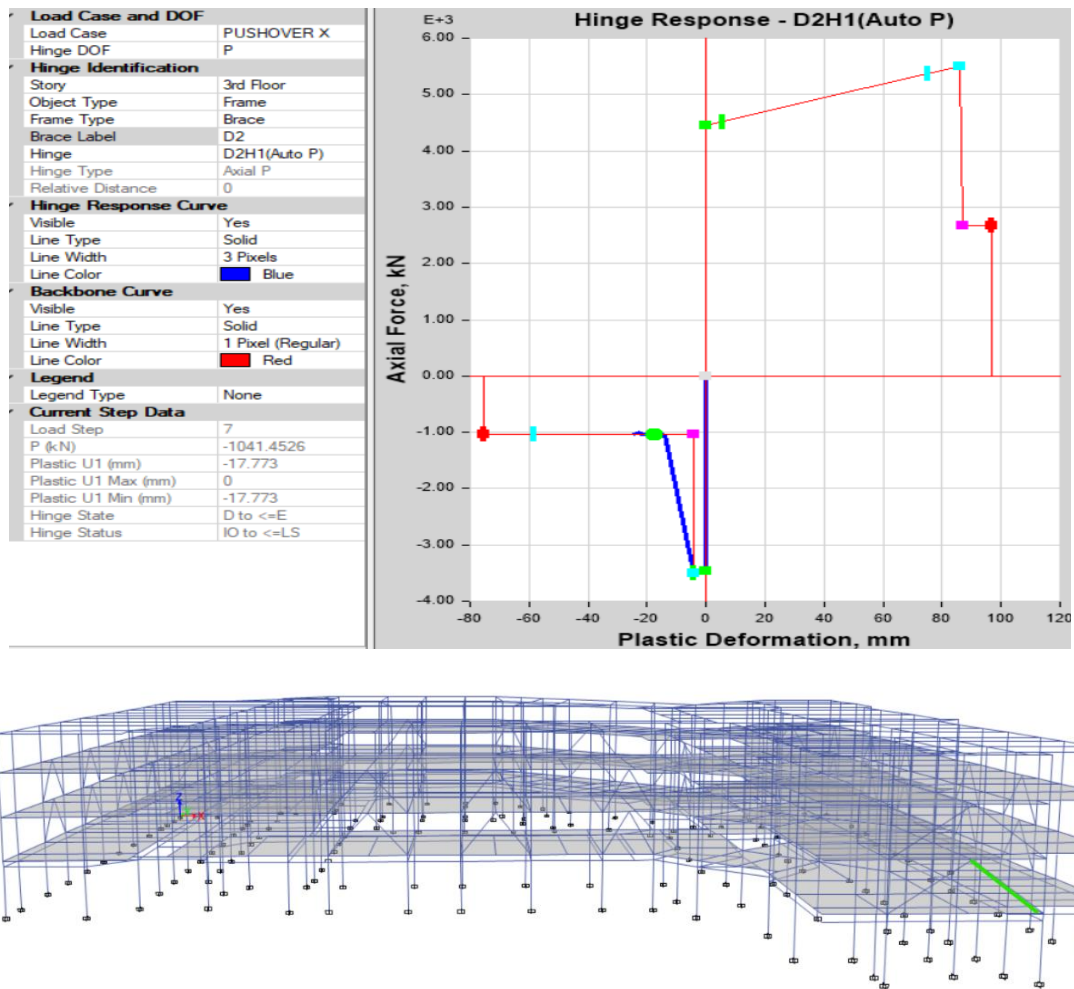 Load Case and DOF
Load Case PUSHOVER X
Hinge DOF P
Hinge Identification
Story 3rd Floor
Object Type Frame
Frame Type Brace
Brace Label D2
Hinge D2H1(Auto P)
Hinge Type Axial P
Relative Distance 0
Hinge Response Curve
Visible Yes
Line Type Solid
Line Width 3 Pixels
Line Color Blue
Backbone Curve
Visible Yes
Line Type Solid
Line Width 1 Pixel (Regular)
Line Color Red
Legend
Legend Type None
Current Step Data
Load Step 7
P (kN) -1041.4526
Plastic U1 (mm) -17.773
Plastic U1 Max (mm) 0
Plastic U1 Min (mm) -17.773
Hinge State D to <=E
Hinge Status IO to <=LS
Hinge Response - D2H1(Auto P)
E+3
6.00
5.00
4.00
3.00
2.00
1.00
0.00
-1.00
-2.00
-3.00
-4.00
Axial Force, kN
-80 -60 -40 -20 0 20 40 60 80 100 120
Plastic Deformation, mm
Z
X